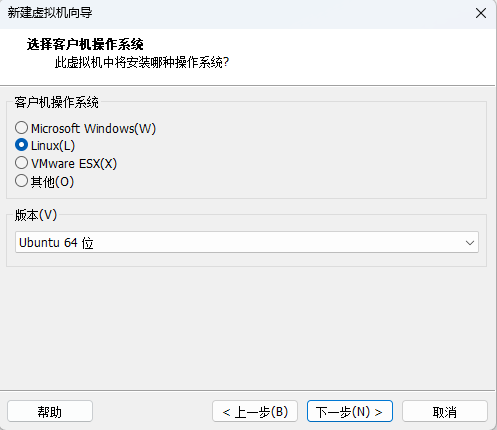 新建虚拟机向导
选择客户机操作系统
此虚拟机中将安装哪种操作系统?
客户机操作系统
Microsoft Windows(W)
Linux(L)
VMware ESX(X)
其他(O)
版本(V)
Ubuntu 64 位
帮助
< 上一步(B)
下一步(N) >
取消